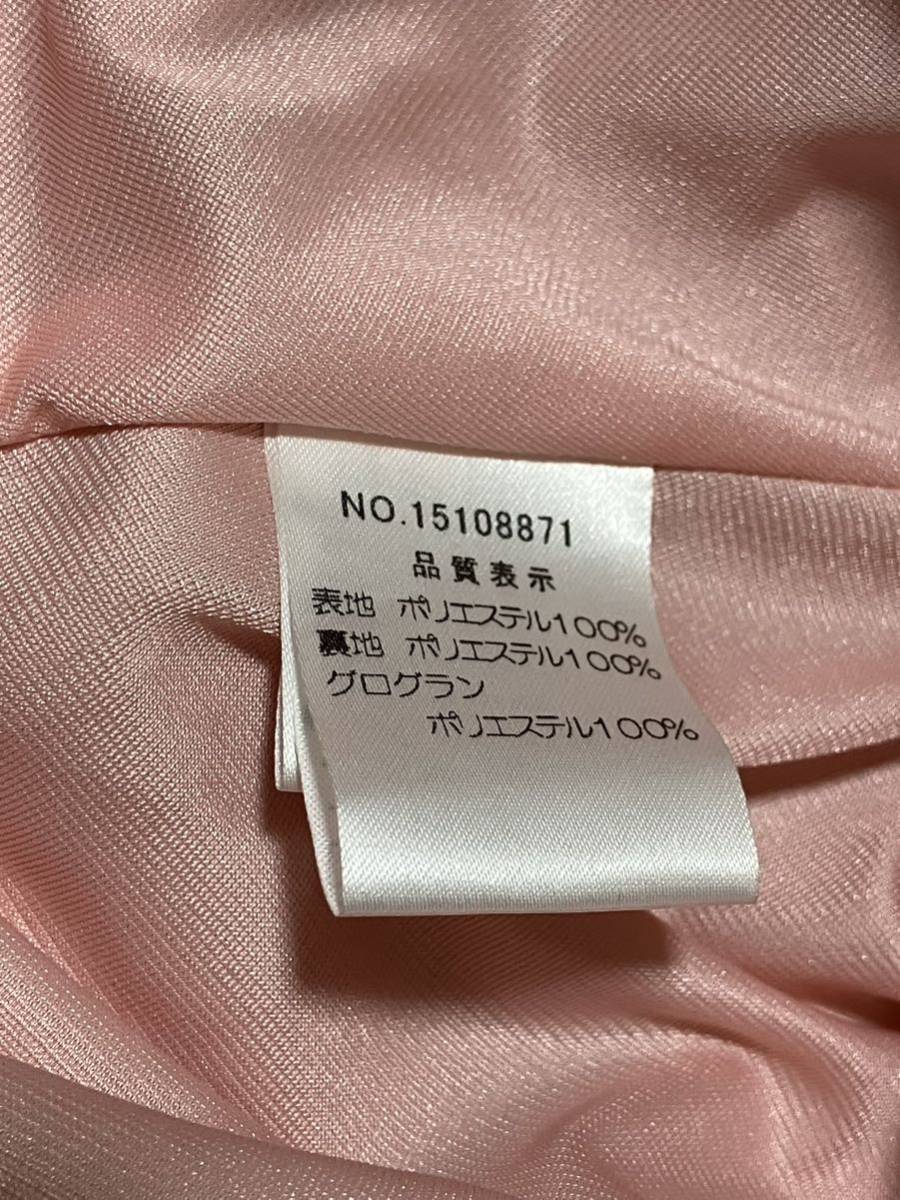 NO.15108871
品質表示
表地 ポリエステル100%
裏地 ポリエステル100%
グログラン
ポリエステル100%